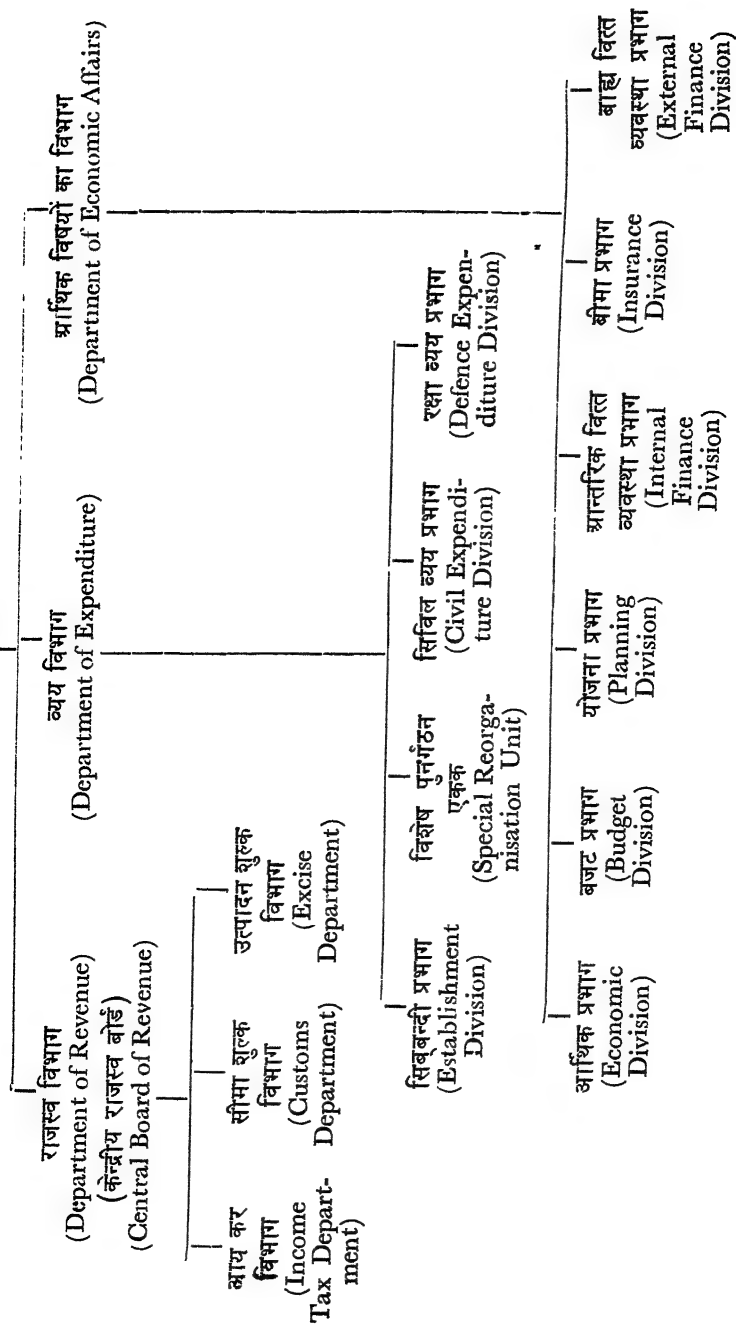 राजस्व विभाग
(Department of Revenue)
(केन्द्रीय राजस्व बोर्ड)
(Central Board of Revenue)
व्यय विभाग
(Department of Expenditure)
आर्थिक विषयों का विभाग
(Department of Economic Affairs)
आय कर
विभाग
(Income
Tax Depart-
ment)
सीमा शुल्क
विभाग
(Customs
Department)
उत्पादन शुल्क
विभाग
(Excise
Department)
सिब्बन्दी प्रभाग
(Establishment
Division)
विशेष पुनर्गठन
एकक
(Special Reorga-
nisation Unit)
सिविल व्यय प्रभाग
(Civil Expendi-
ture Division)
रक्षा व्यय प्रभाग
(Defence Expen-
diture Division)
आर्थिक प्रभाग
(Economic
Division)
बजट प्रभाग
(Budget
Division)
योजना प्रभाग
(Planning
Division)
आन्तरिक वित्त
व्यवस्था प्रभाग
(Internal
Finance
Division)
बीमा प्रभाग
(Insurance
Division)
बाह्य वित्त
व्यवस्था प्रभाग
(External
Finance
Division)